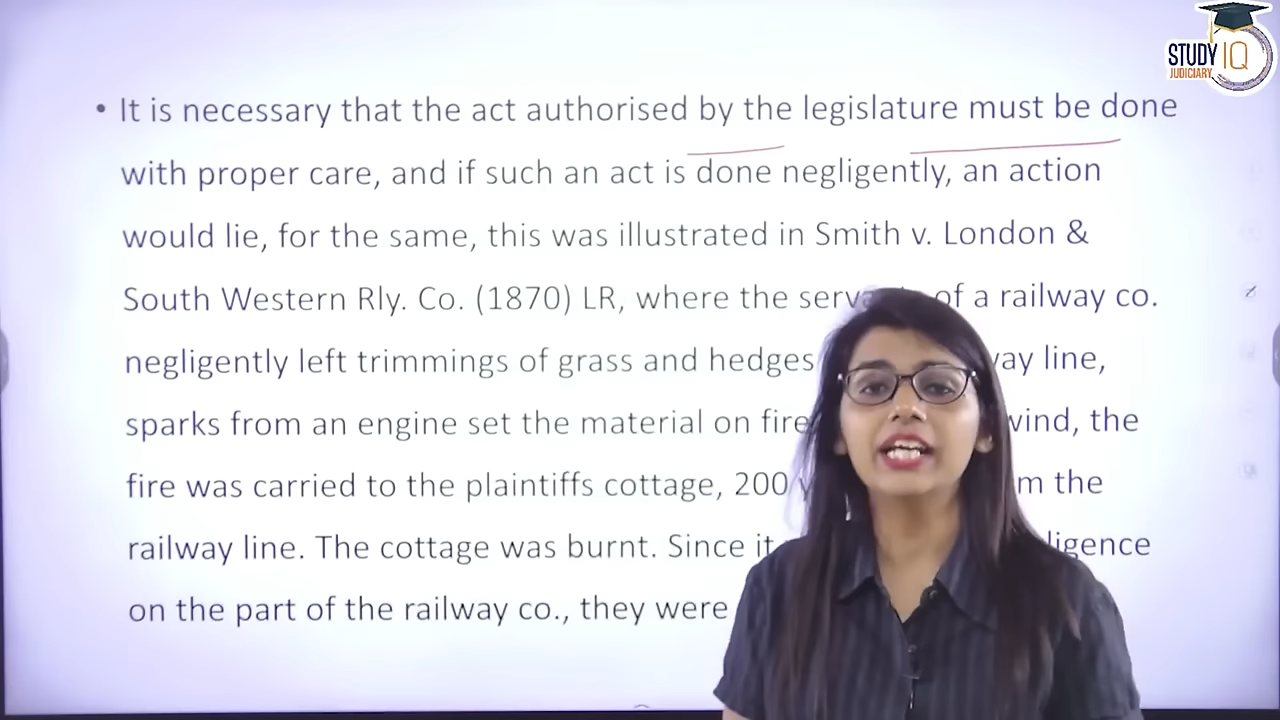 STUDY IQ
JUDICIARY
• It is necessary that the act authorised by the legislature must be done
with proper care, and if such an act is done negligently, an action
would lie, for the same, this was illustrated in Smith v. London &
South Western Rly. Co. (1870) LR, where the of a railway co.
negligently left trimmings of grass and hedges line,
sparks from an engine set the material on fire the
fire was carried to the plaintiffs cottage, 200 the
railway line. The cottage was burnt. Since it
on the part of the railway co., they were